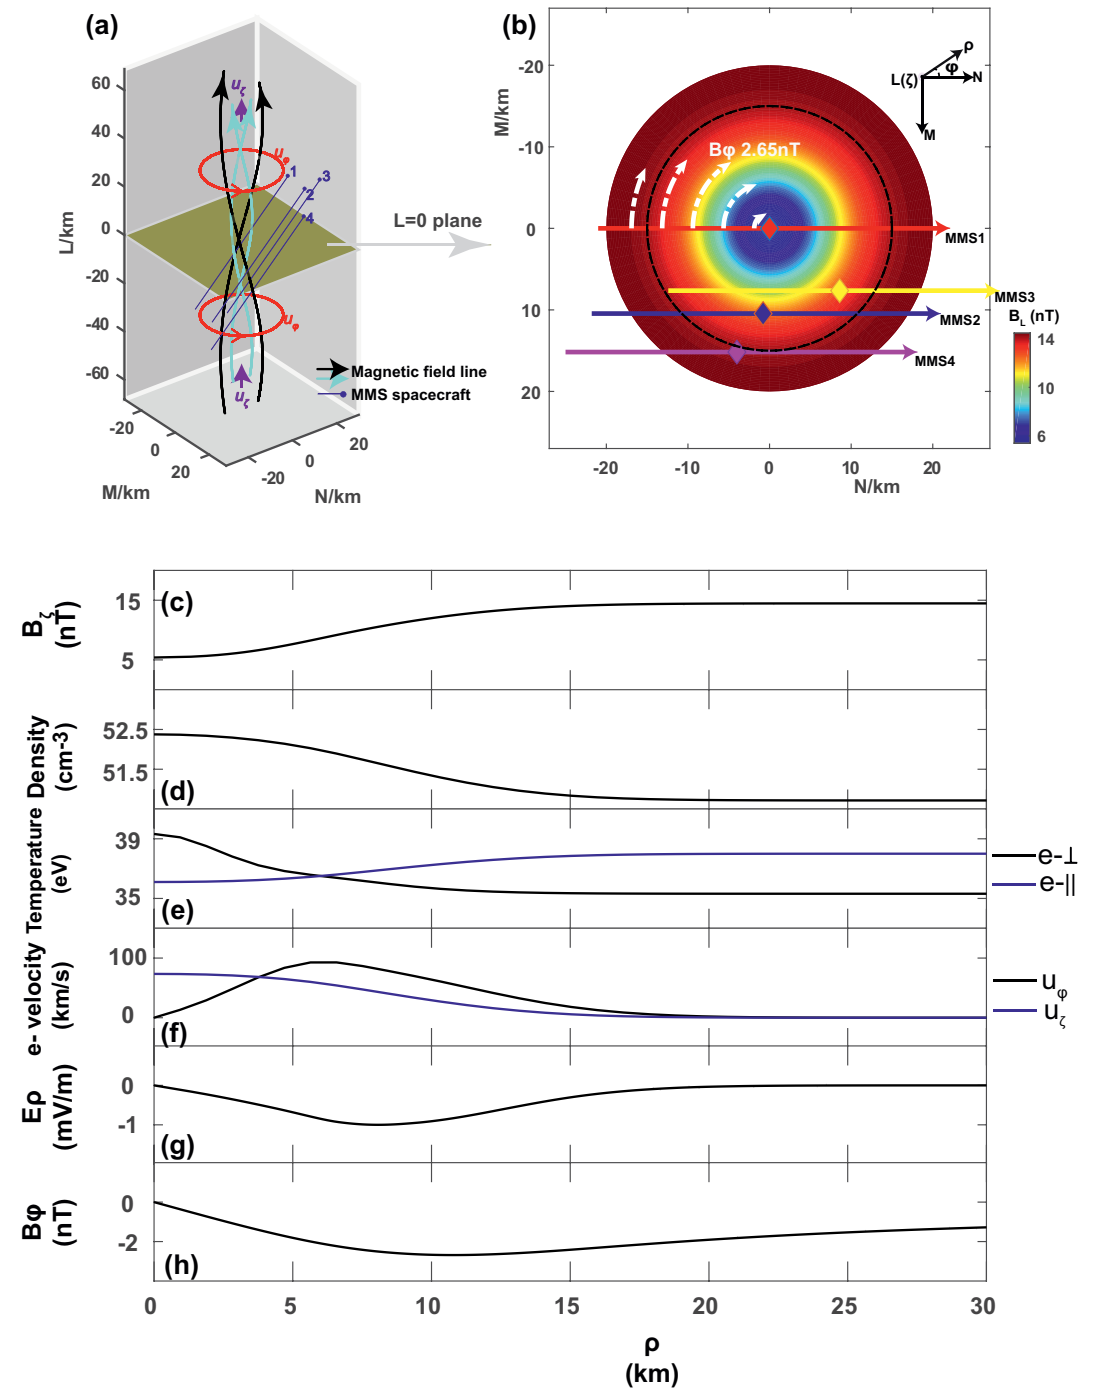 (a)
60
40
20
0
-20
-40
-60
L/km
uζ
uφ
1
3
2
4
L=0 plane
uφ
uζ
Magnetic field line
MMS spacecraft
-20
0
20
M/km
-20
0
20
N/km
(b)
-20
-10
0
10
20
M/km
ρ
φ
L(ζ)
N
M
Bφ 2.65nT
MMS1
MMS3
MMS2
MMS4
BL (nT)
14
10
6
-20
-10
0
10
20
N/km
Bζ
(nT)
15
5
(c)
Density
(cm-3)
52.5
51.5
(d)
Temperature
(eV)
39
35
(e)
e-⊥
e-||
e- velocity
(km/s)
100
0
(f)
uφ
uζ
Eρ
(mV/m)
0
-1
(g)
Bφ
(nT)
0
-2
(h)
0
5
10
15
20
25
30
ρ
(km)